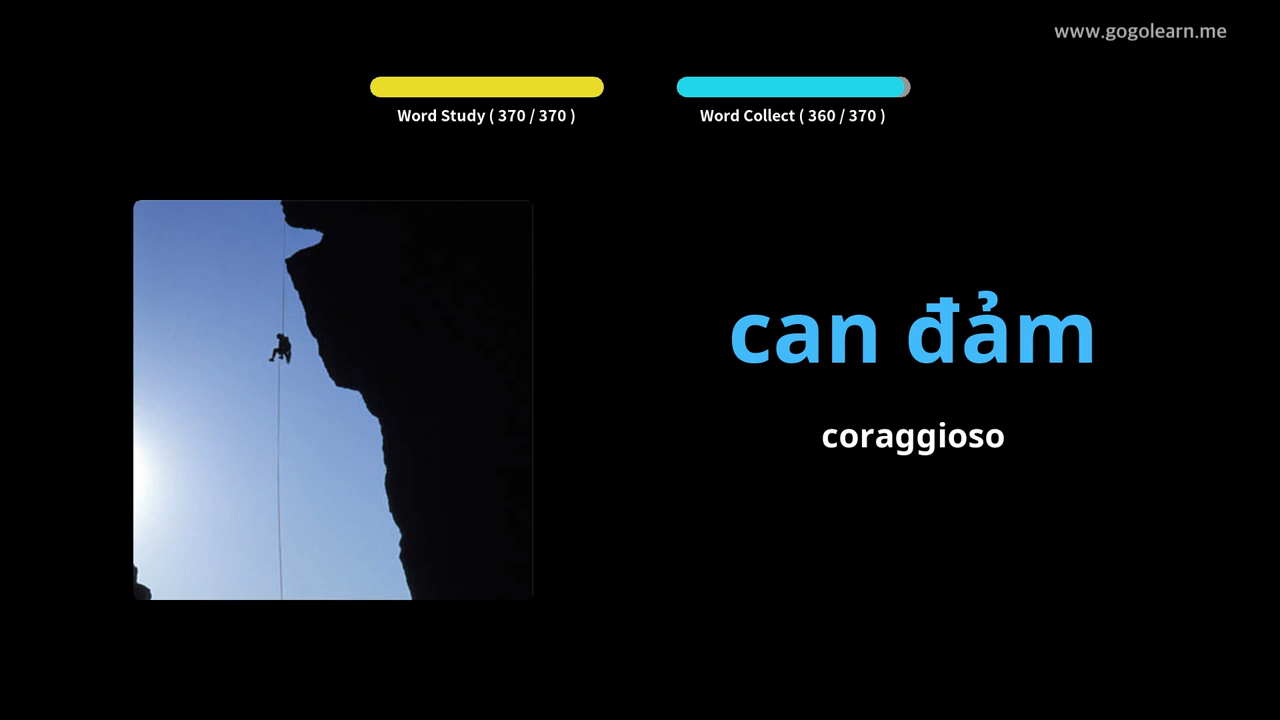 www.gogolearn.me
Word Study ( 370 / 370 )
Word Collect ( 360 / 370 )
can đảm
coraggioso